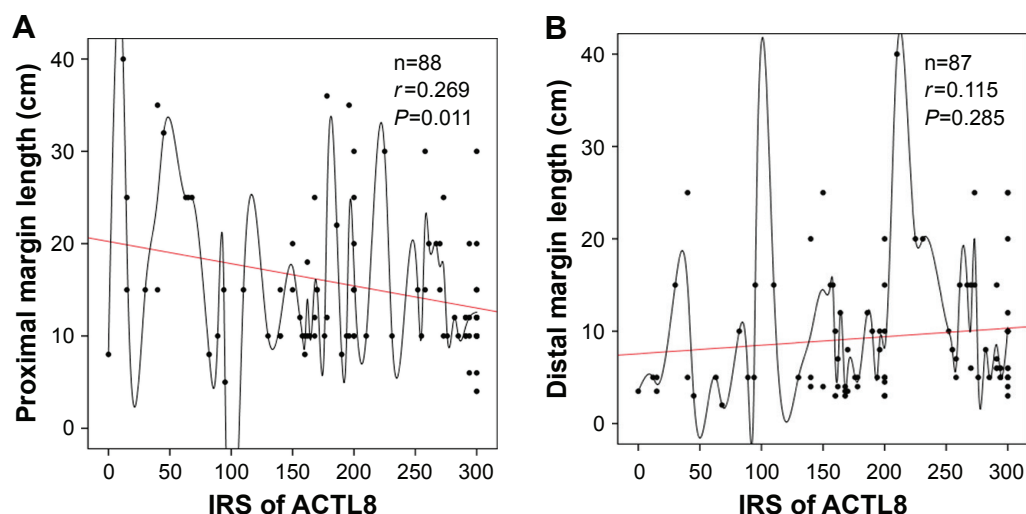 A
n=88
r=0.269
P=0.011
Proximal margin length (cm)
40
30
20
10
0
0 50 100 150 200 250 300
IRS of ACTL8
B
n=87
r=0.115
P=0.285
Distal margin length (cm)
40
30
20
10
0
0 50 100 150 200 250 300
IRS of ACTL8